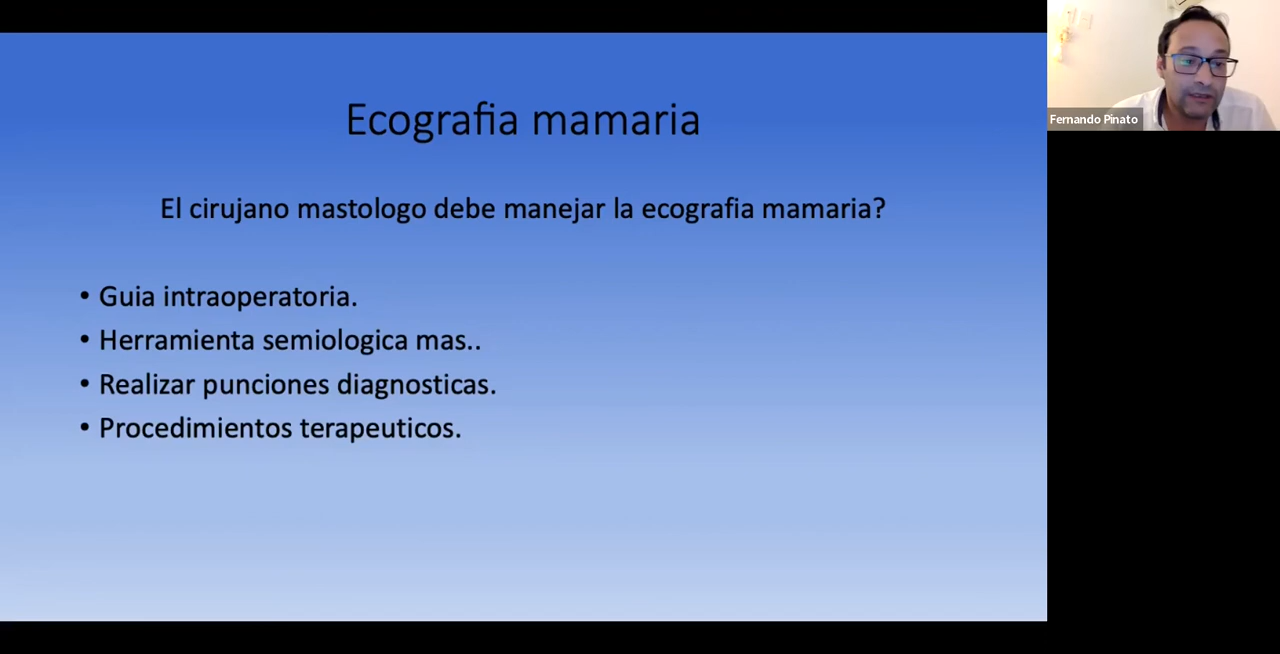 Ecografia mamaria
El cirujano mastologo debe manejar la ecografia mamaria?
• Guia intraoperatoria.
• Herramienta semiologica mas..
• Realizar punciones diagnosticas.
• Procedimientos terapeuticos.
Fernando Pinato